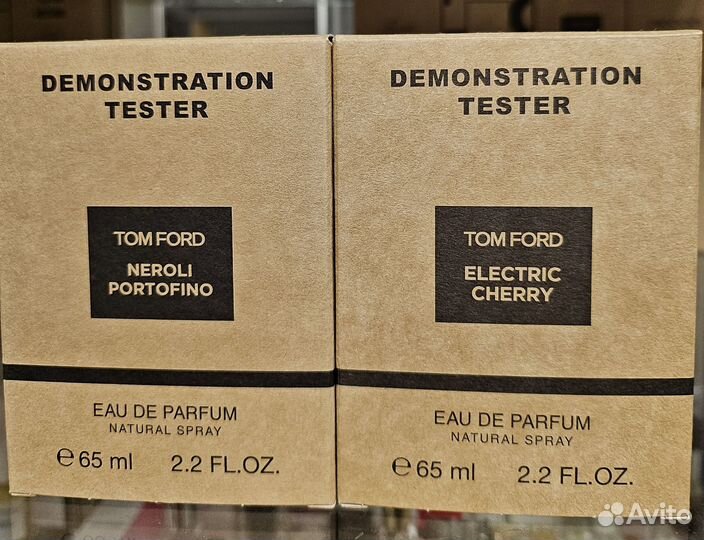 DEMONSTRATION
TESTER
TOM FORD
NEROLI
PORTOFINO
EAU DE PARFUM
NATURAL SPRAY
e 65 ml 2.2 FL.OZ.
DEMONSTRATION
TESTER
TOM FORD
ELECTRIC
CHERRY
EAU DE PARFUM
NATURAL SPRAY
e 65 ml 2.2 FL.OZ.
Avito